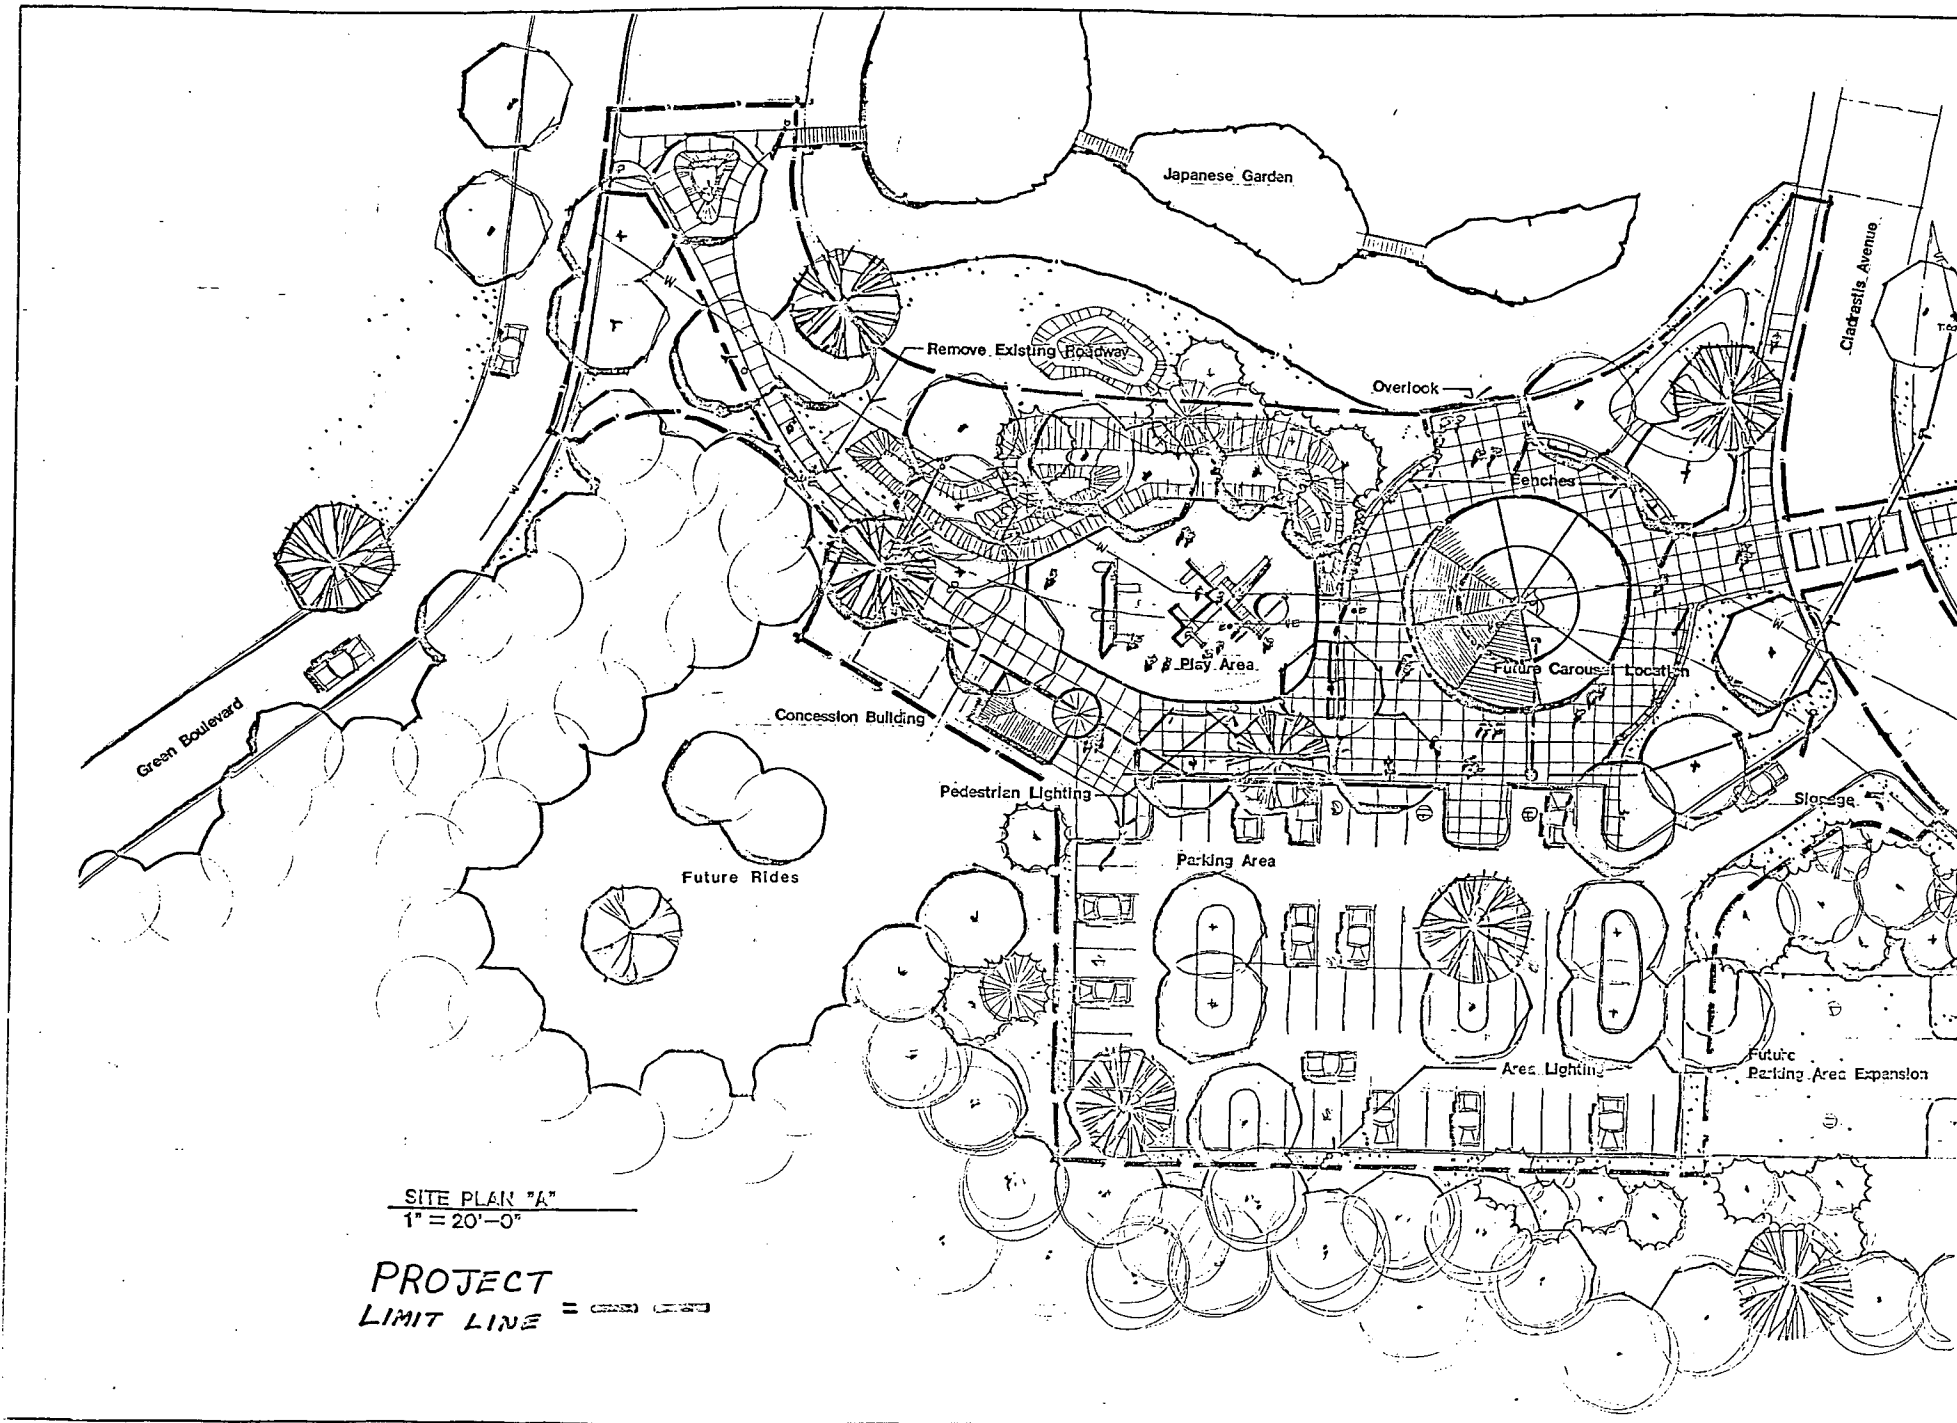 Japanese Garden
Cladrastis Avenue
Remove Existing Roadway
Overlook
Benches
Play Area
Future Carousel Location
Green Boulevard
Concession Building
Pedestrian Lighting
Signage
Parking Area
Future Rides
Future
Parking Area Expansion
Area Lighting
SITE PLAN "A"
1" = 20'-0"
PROJECT
LIMIT LINE =